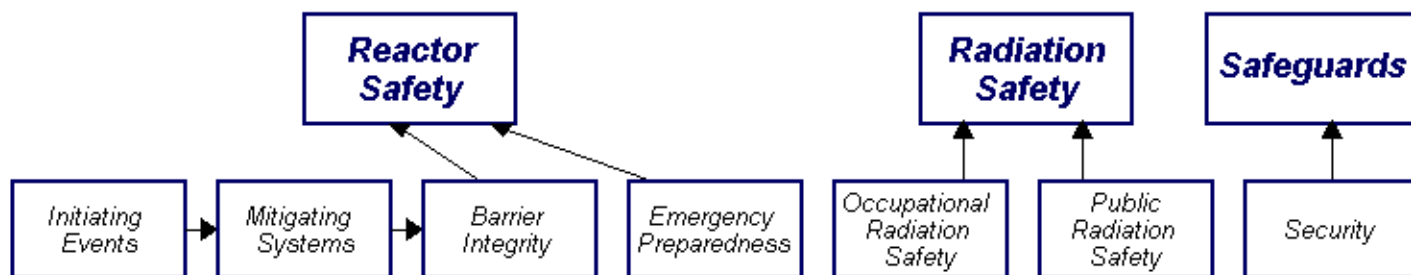 Reactor
Safety
Radiation
Safety
Safeguards
Initiating
Events
Mitigating
Systems
Barrier
Integrity
Emergency
Preparedness
Occupational
Radiation
Safety
Public
Radiation
Safety
Security